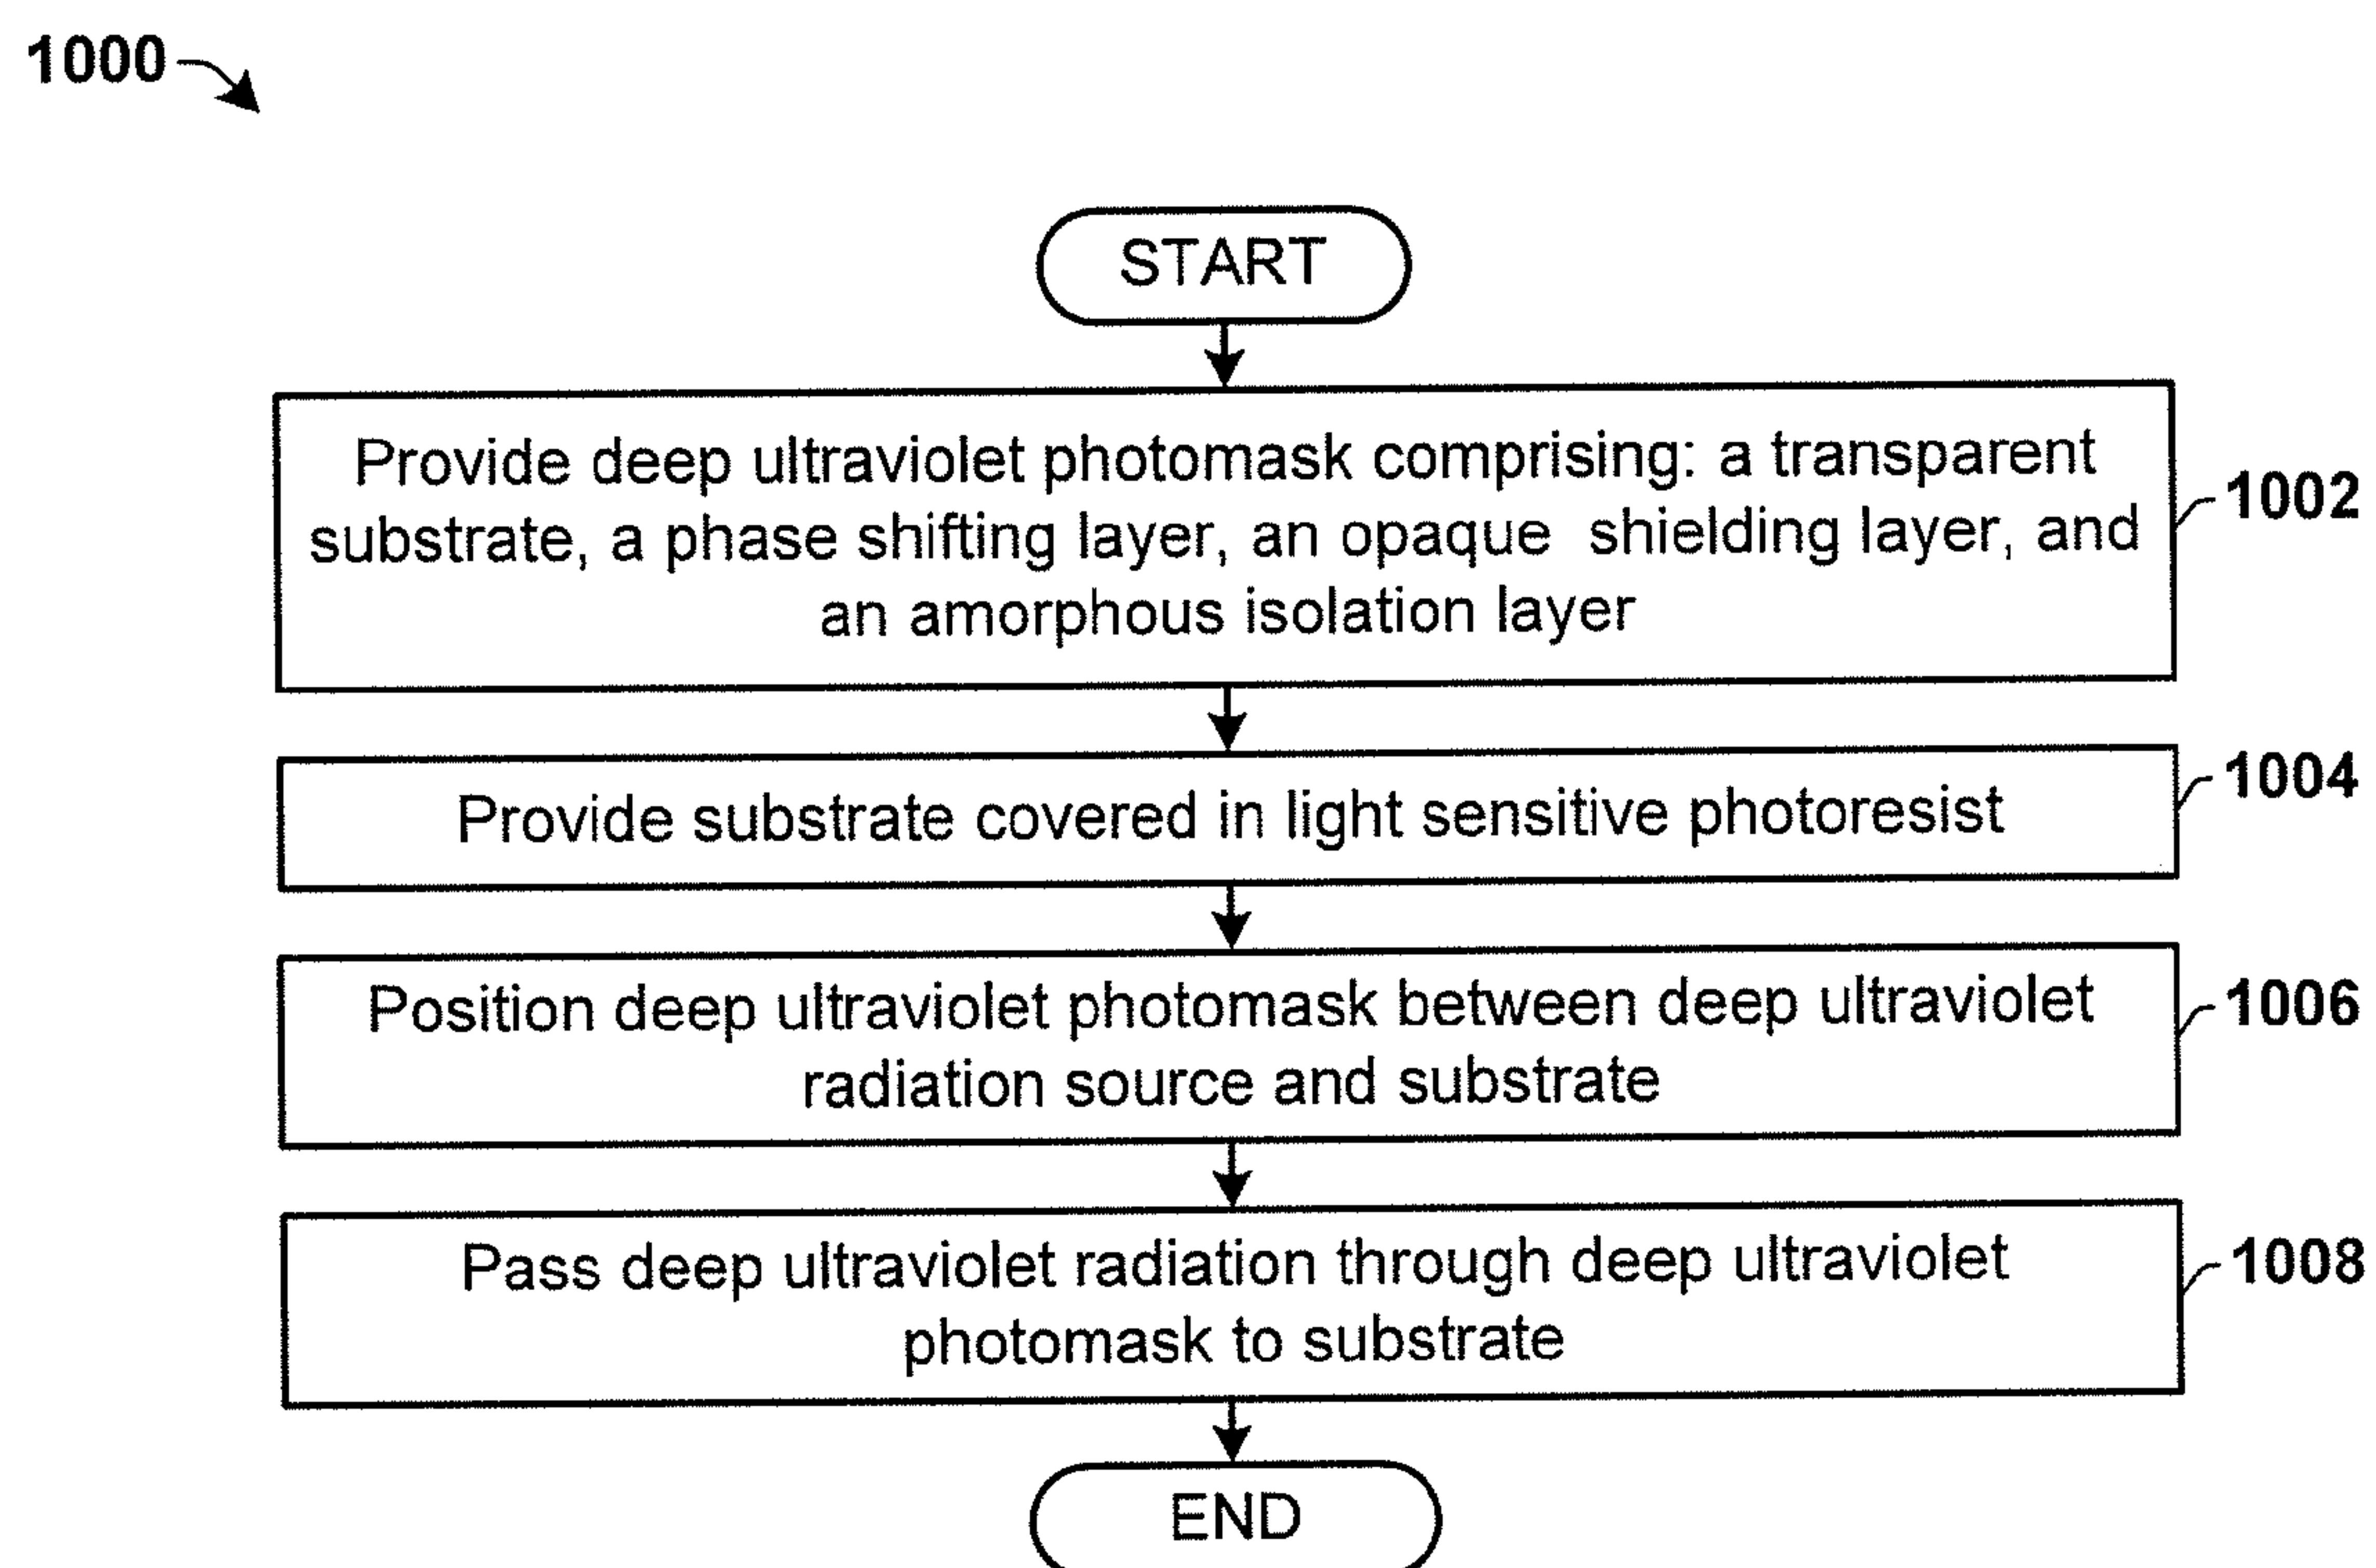 1000
START
Provide deep ultraviolet photomask comprising: a transparent
substrate, a phase shifting layer, an opaque shielding layer, and
an amorphous isolation layer
1002
Provide substrate covered in light sensitive photoresist
1004
Position deep ultraviolet photomask between deep ultraviolet
radiation source and substrate
1006
Pass deep ultraviolet radiation through deep ultraviolet
photomask to substrate
1008
END